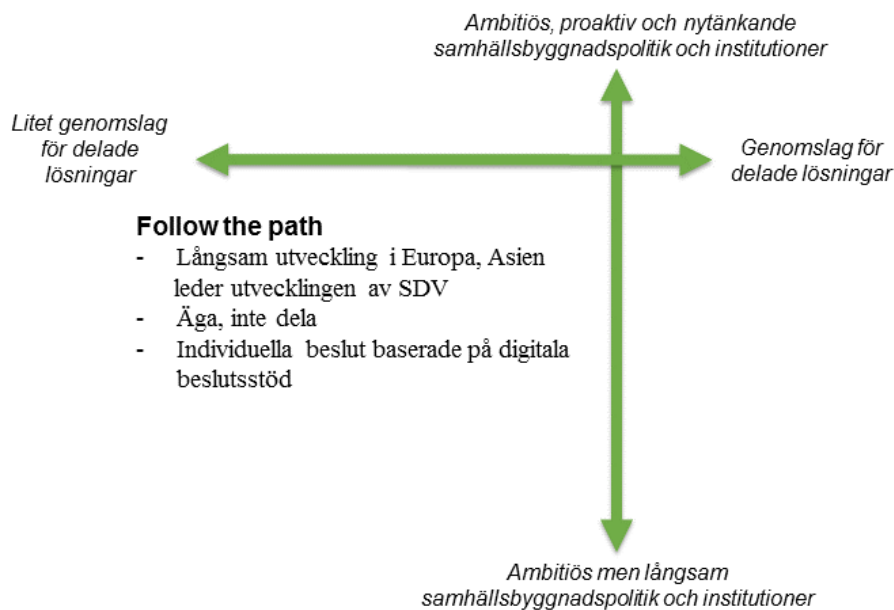 Ambitiös, proaktiv och nytänkande
samhällsbyggnadspolitik och institutioner
Litet genomslag
för delade
lösningar
Genomslag för
delade lösningar
Follow the path
- Långsam utveckling i Europa, Asien
leder utvecklingen av SDV
- Äga, inte dela
- Individuella beslut baserade på digitala
beslutsstöd
Ambitiös men långsam
samhällsbyggnadspolitik och institutioner